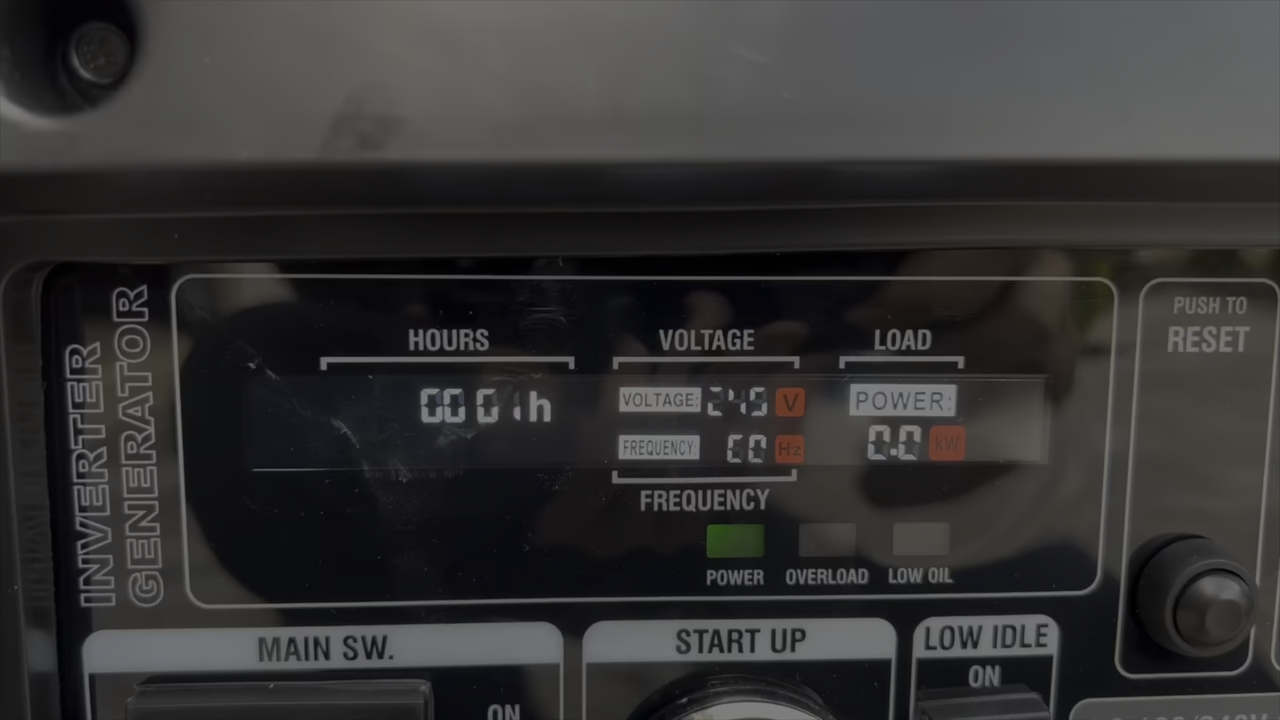 INVERTER
GENERATOR
HOURS
VOLTAGE
LOAD
0001h
VOLTAGE: 249 V
POWER:
FREQUENCY: 60 Hz
0.0 kW
FREQUENCY
POWER
OVERLOAD
LOW OIL
PUSH TO
RESET
MAIN SW.
ON
START UP
LOW IDLE
ON